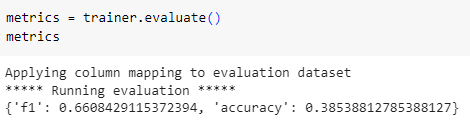 metrics = trainer.evaluate()
metrics
Applying column mapping to evaluation dataset
***** Running evaluation *****
{'f1': 0.6608429115372394, 'accuracy': 0.38538812785388127}